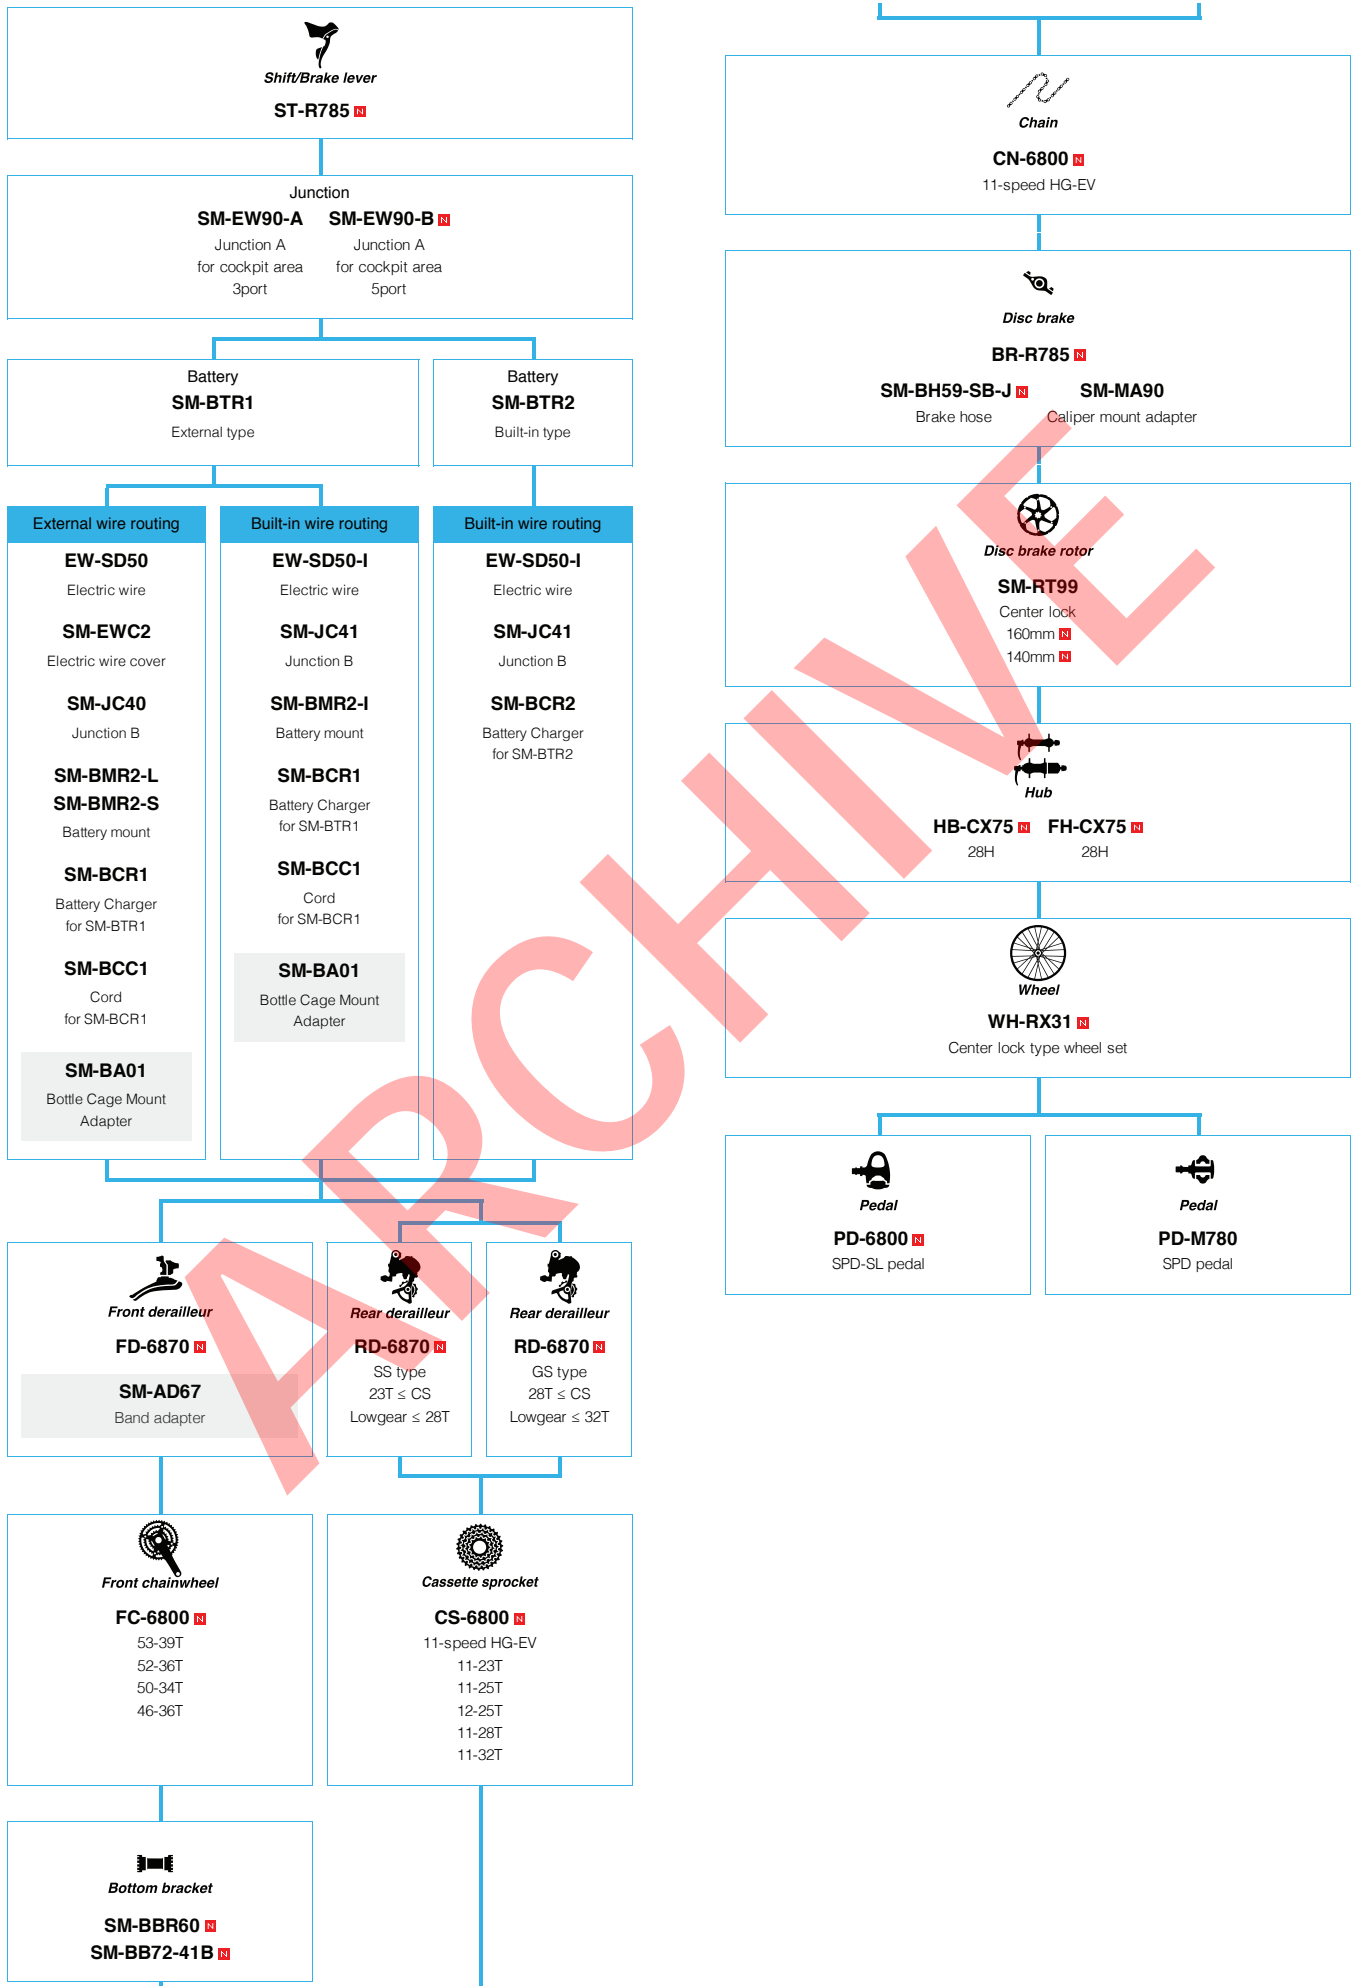 Shift/Brake lever
ST-R785 N
Junction
SM-EW90-A SM-EW90-B N
Junction A Junction A
for cockpit area for cockpit area
3port 5port
Battery
SM-BTR1
External type
Battery
SM-BTR2
Built-in type
External wire routing
EW-SD50
Electric wire
SM-EWC2
Electric wire cover
SM-JC40
Junction B
SM-BMR2-L
SM-BMR2-S
Battery mount
SM-BCR1
Battery Charger
for SM-BTR1
SM-BCC1
Cord
for SM-BCR1
SM-BA01
Bottle Cage Mount
Adapter
Built-in wire routing
EW-SD50-I
Electric wire
SM-JC41
Junction B
SM-BMR2-I
Battery mount
SM-BCR1
Battery Charger
for SM-BTR1
SM-BCC1
Cord
for SM-BCR1
SM-BA01
Bottle Cage Mount
Adapter
Built-in wire routing
EW-SD50-I
Electric wire
SM-JC41
Junction B
SM-BCR2
Battery Charger
for SM-BTR2
Front derailleur
FD-6870 N
SM-AD67
Band adapter
Rear derailleur
RD-6870 N
SS type
23T ≤ CS
Lowgear ≤ 28T
Rear derailleur
RD-6870 N
GS type
28T ≤ CS
Lowgear ≤ 32T
Front chainwheel
FC-6800 N
53-39T
52-36T
50-34T
46-36T
Cassette sprocket
CS-6800 N
11-speed HG-EV
11-23T
11-25T
12-25T
11-28T
11-32T
Bottom bracket
SM-BBR60 N
SM-BB72-41B N
Chain
CN-6800 N
11-speed HG-EV
Disc brake
BR-R785 N
SM-BH59-SB-J N SM-MA90
Brake hose Caliper mount adapter
Disc brake rotor
SM-RT99
Center lock
160mm N
140mm N
Hub
HB-CX75 N FH-CX75 N
28H 28H
Wheel
WH-RX31 N
Center lock type wheel set
Pedal
PD-6800 N
SPD-SL pedal
Pedal
PD-M780
SPD pedal
ARCHIVE